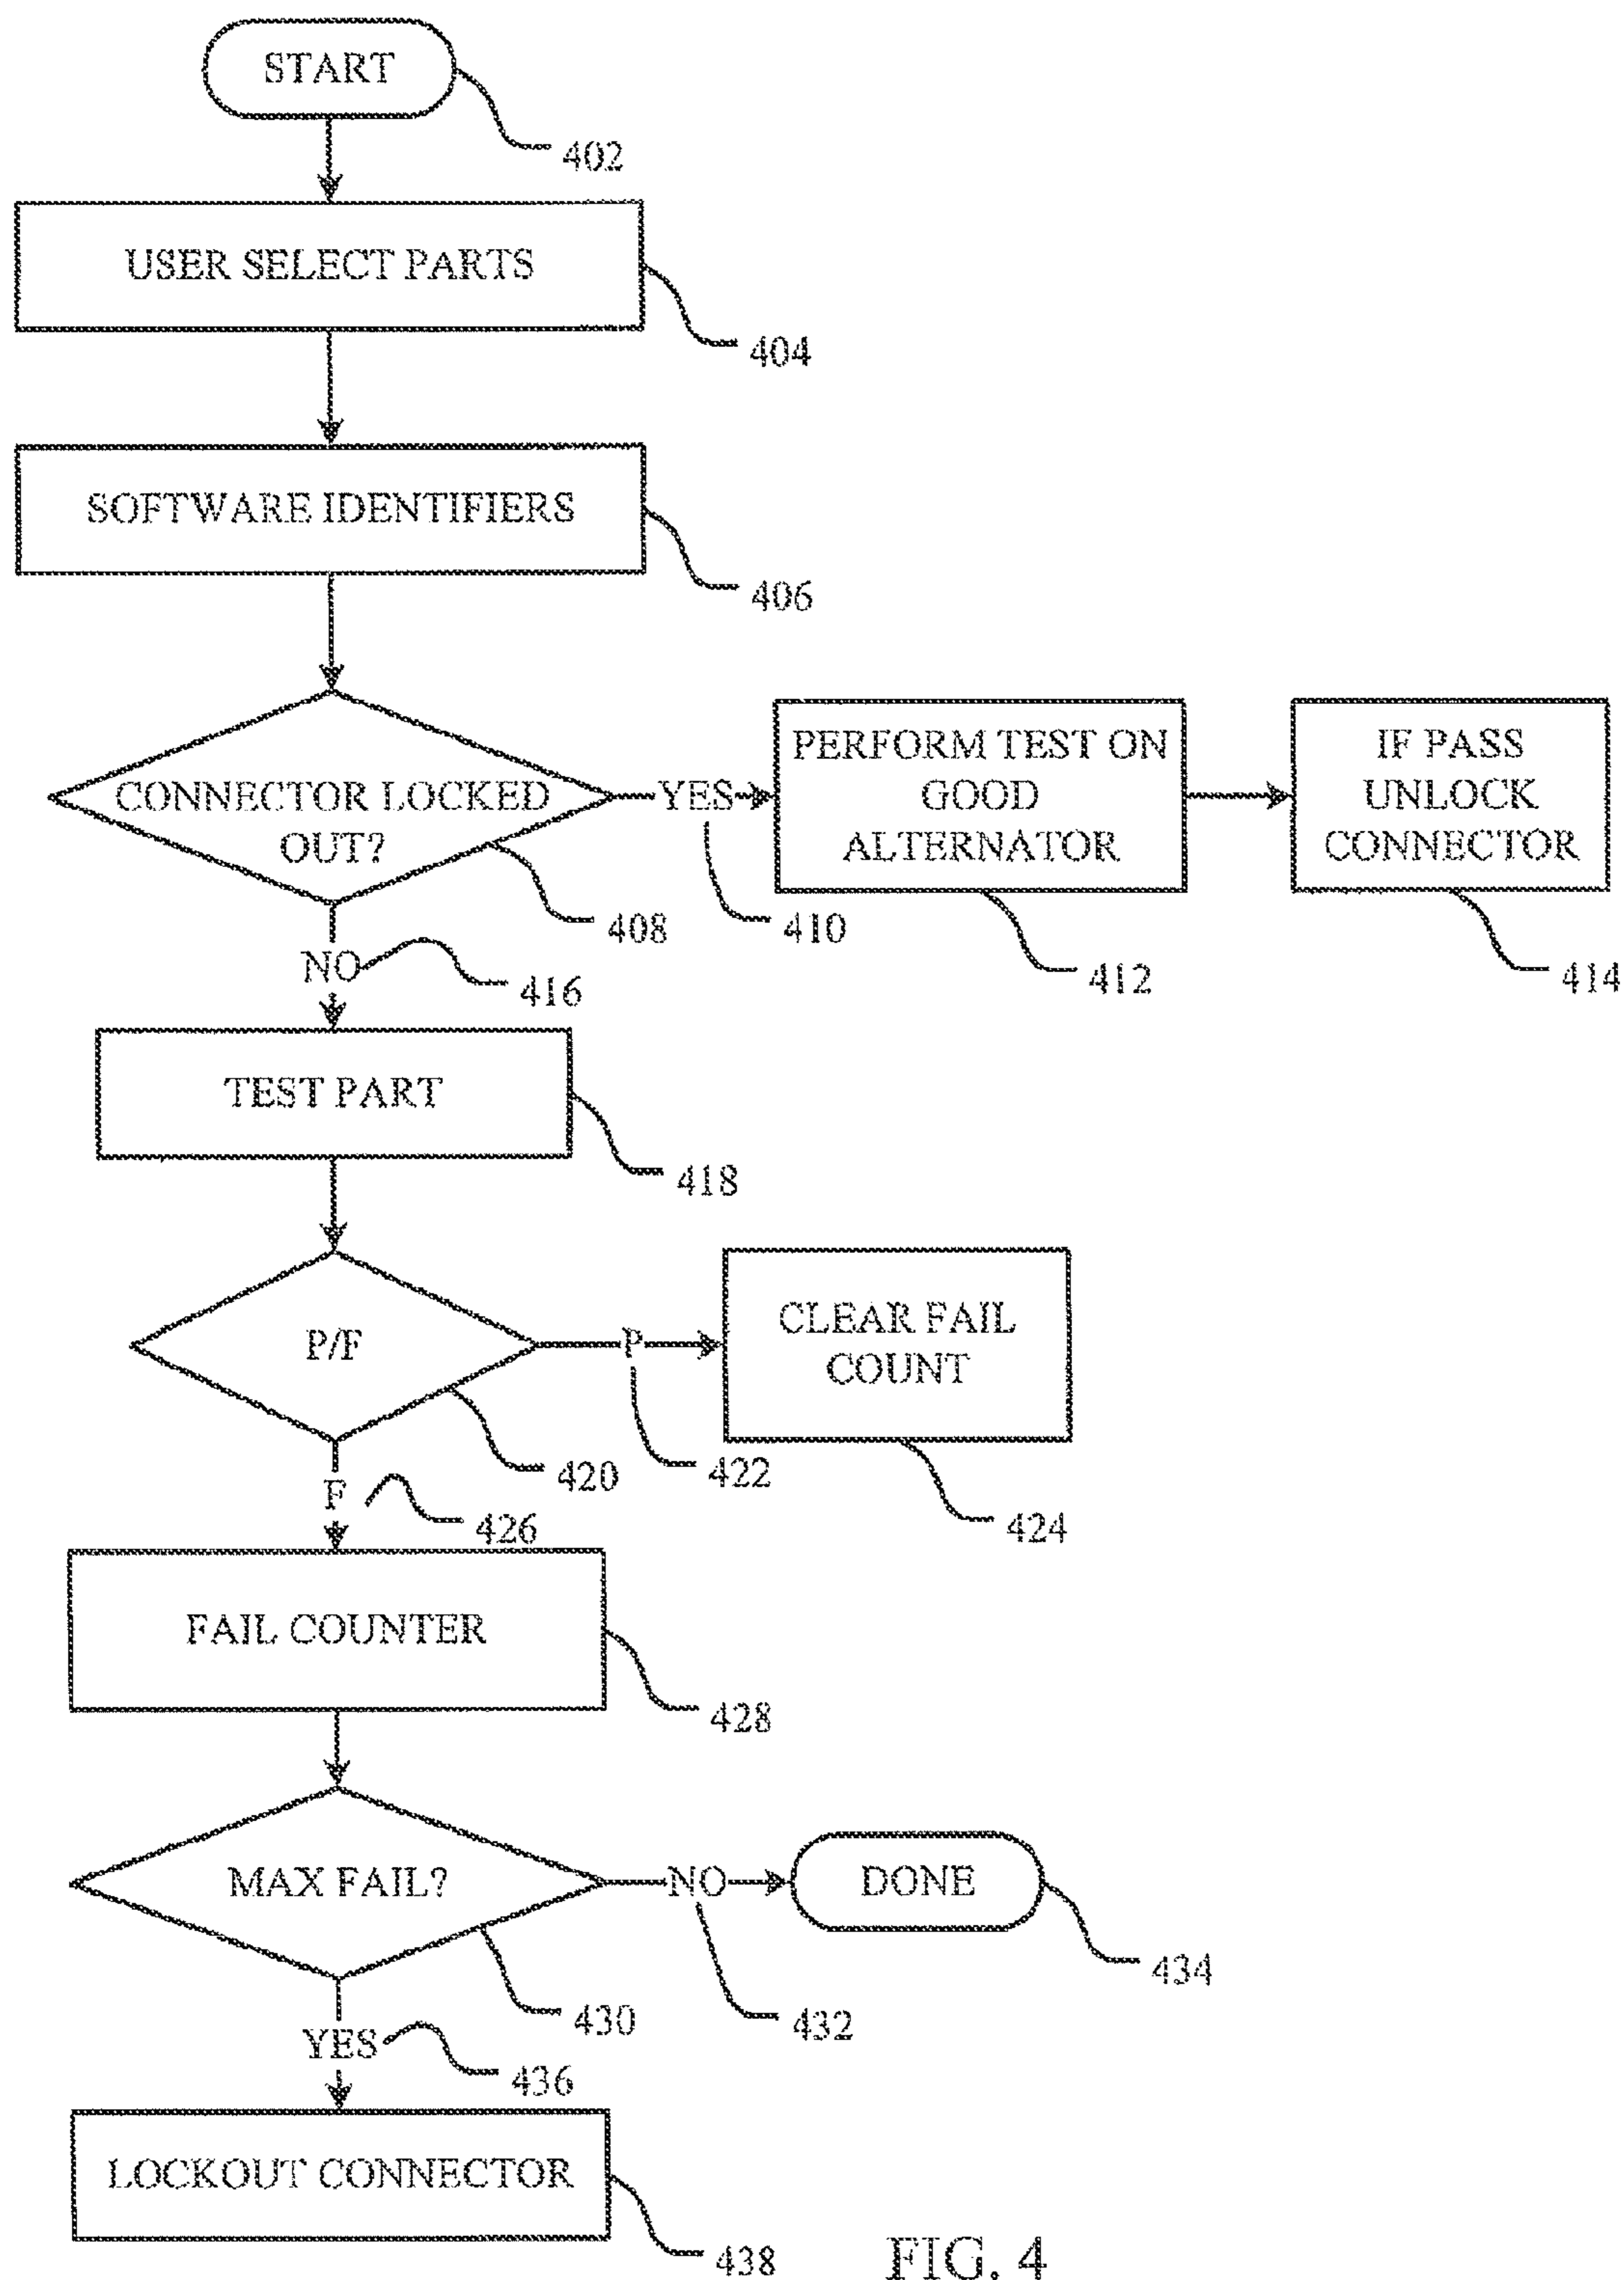 START
402
USER SELECT PARTS
404
SOFTWARE IDENTIFIERS
406
CONNECTOR LOCKED
OUT?
408
YES
410
PERFORM TEST ON
GOOD
ALTERNATOR
412
IF PASS
UNLOCK
CONNECTOR
414
NO
416
TEST PART
418
P/F
420
P
422
CLEAR FAIL
COUNT
424
F
426
FAIL COUNTER
428
MAX FAIL?
430
NO
432
DONE
434
YES
436
LOCKOUT CONNECTOR
438
FIG. 4